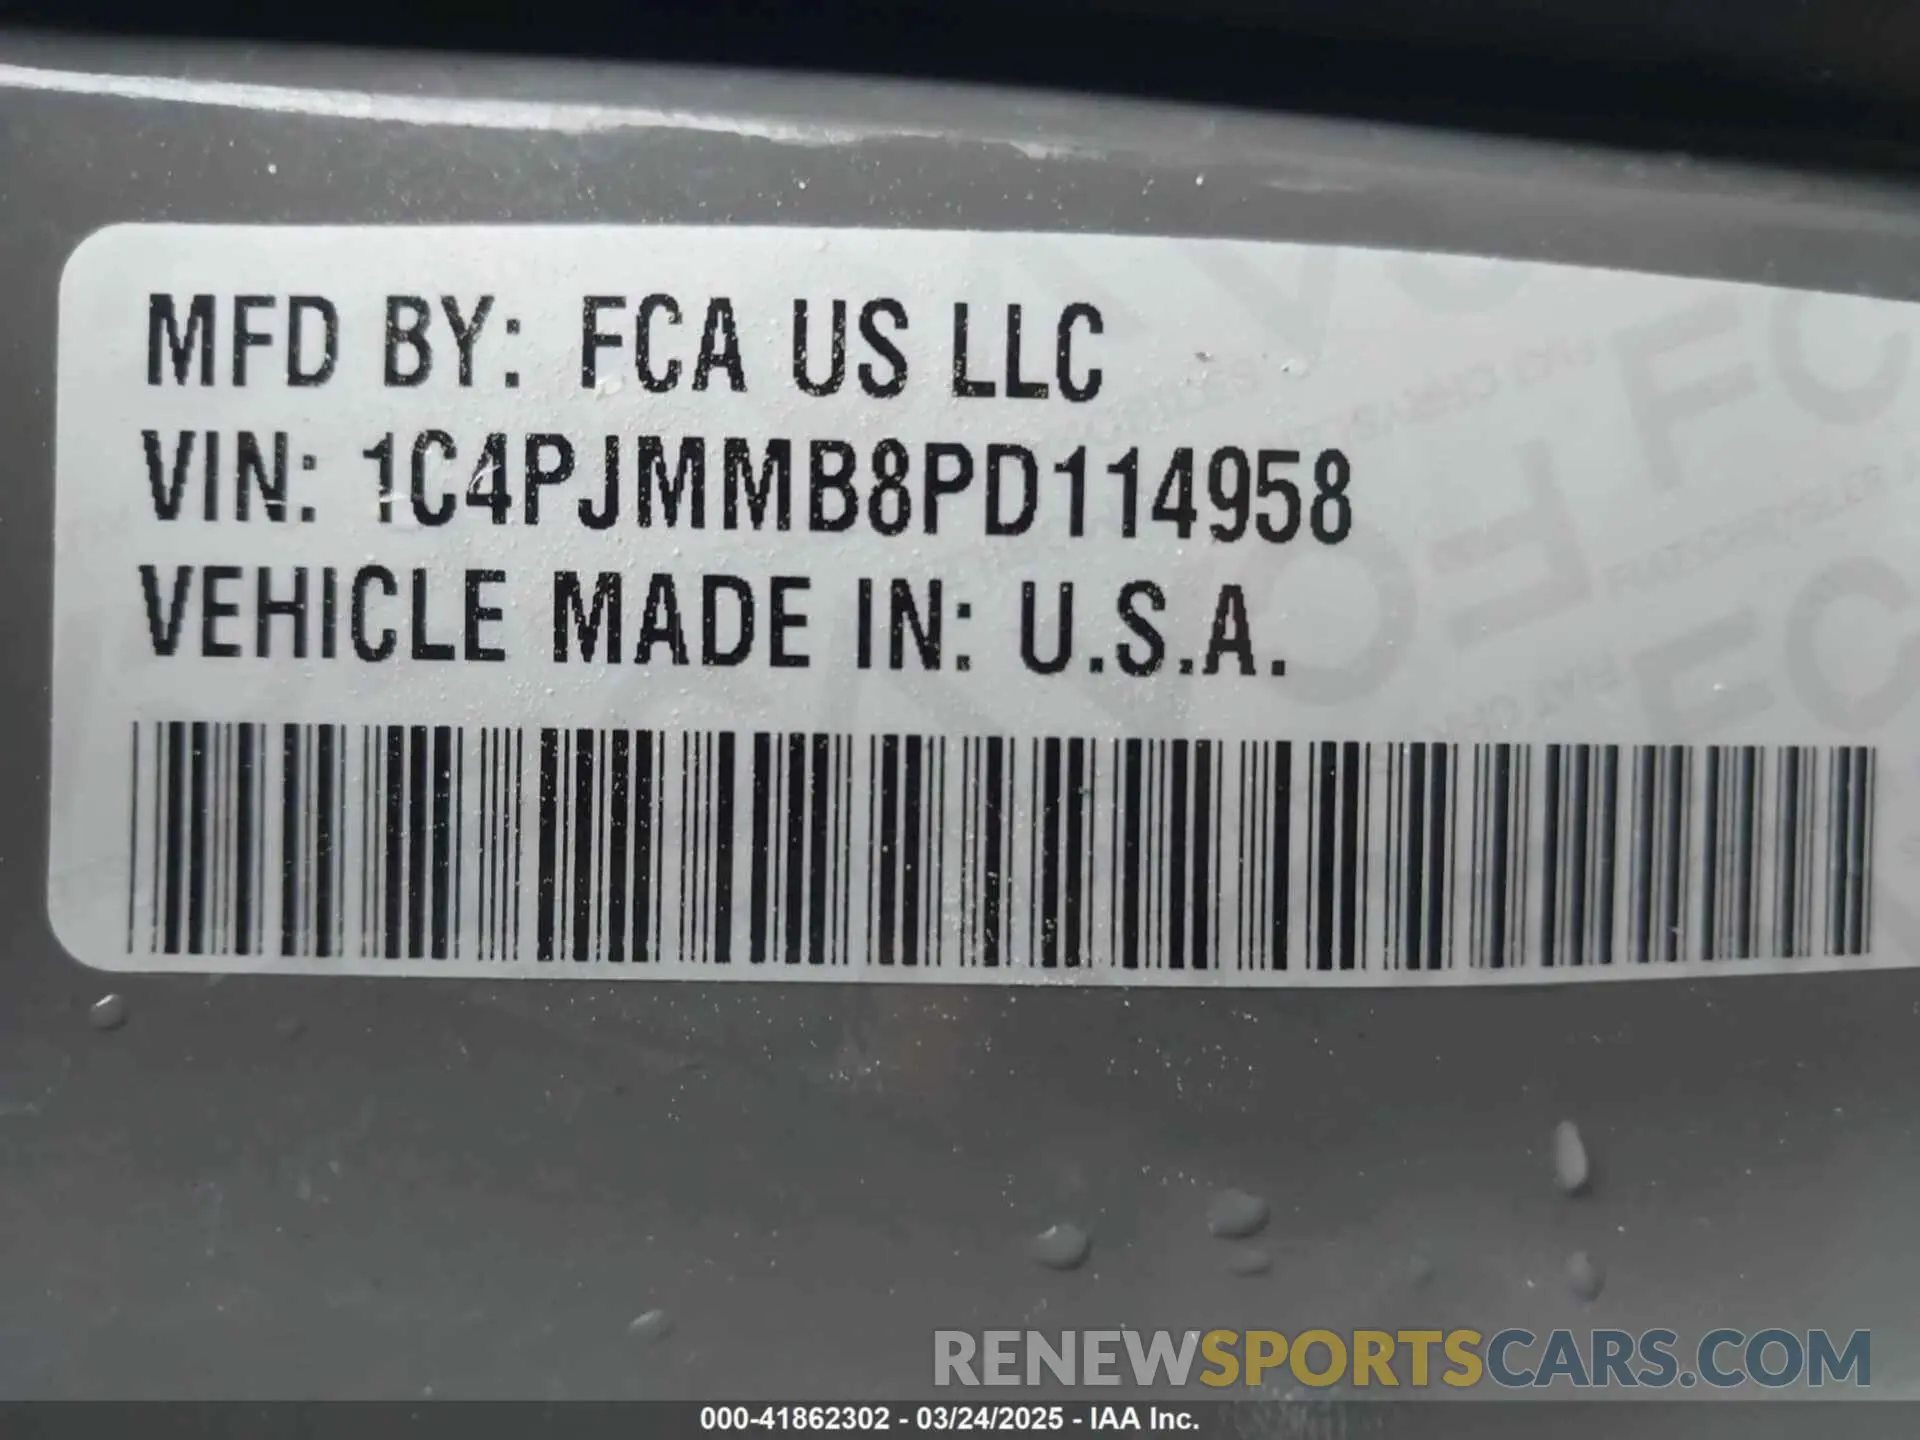 MFD BY: FCA US LLC
VIN: 1C4PJMMB8PD114958
VEHICLE MADE IN: U.S.A.
RENEWSPORTSCARS.COM
000-41862302 - 03/24/2025 - IAA Inc.